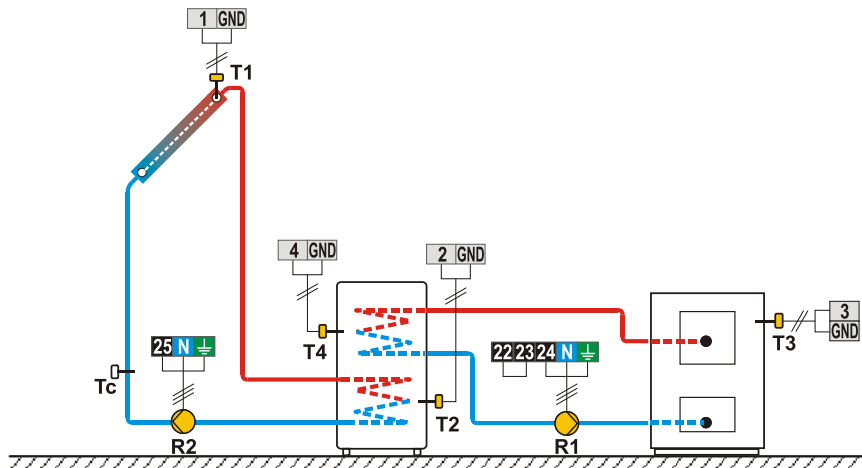 1 GND
T1
4 GND
2 GND
3
GND
T4
T3
25 N
22 23 24 N
Tc
T2
R2
R1